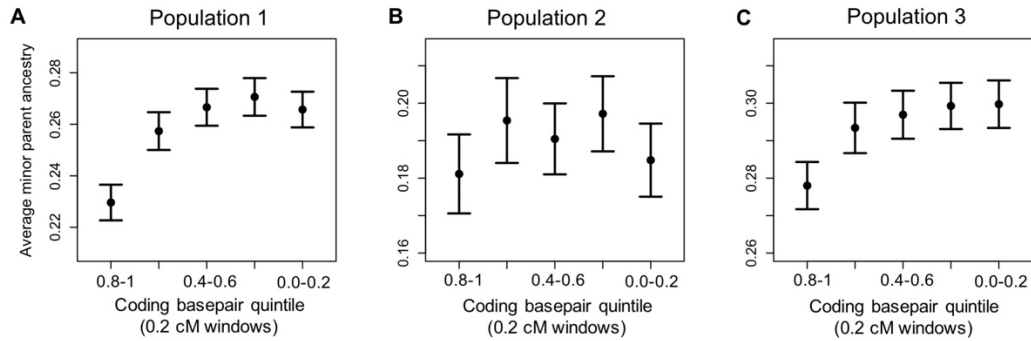 A
Population 1
Average minor parent ancestry
0.28
0.26
0.24
0.22
0.8-1
0.4-0.6
0.0-0.2
Coding basepair quintile
(0.2 cM windows)
B
Population 2
0.20
0.18
0.16
0.8-1
0.4-0.6
0.0-0.2
Coding basepair quintile
(0.2 cM windows)
C
Population 3
0.30
0.28
0.26
0.8-1
0.4-0.6
0.0-0.2
Coding basepair quintile
(0.2 cM windows)